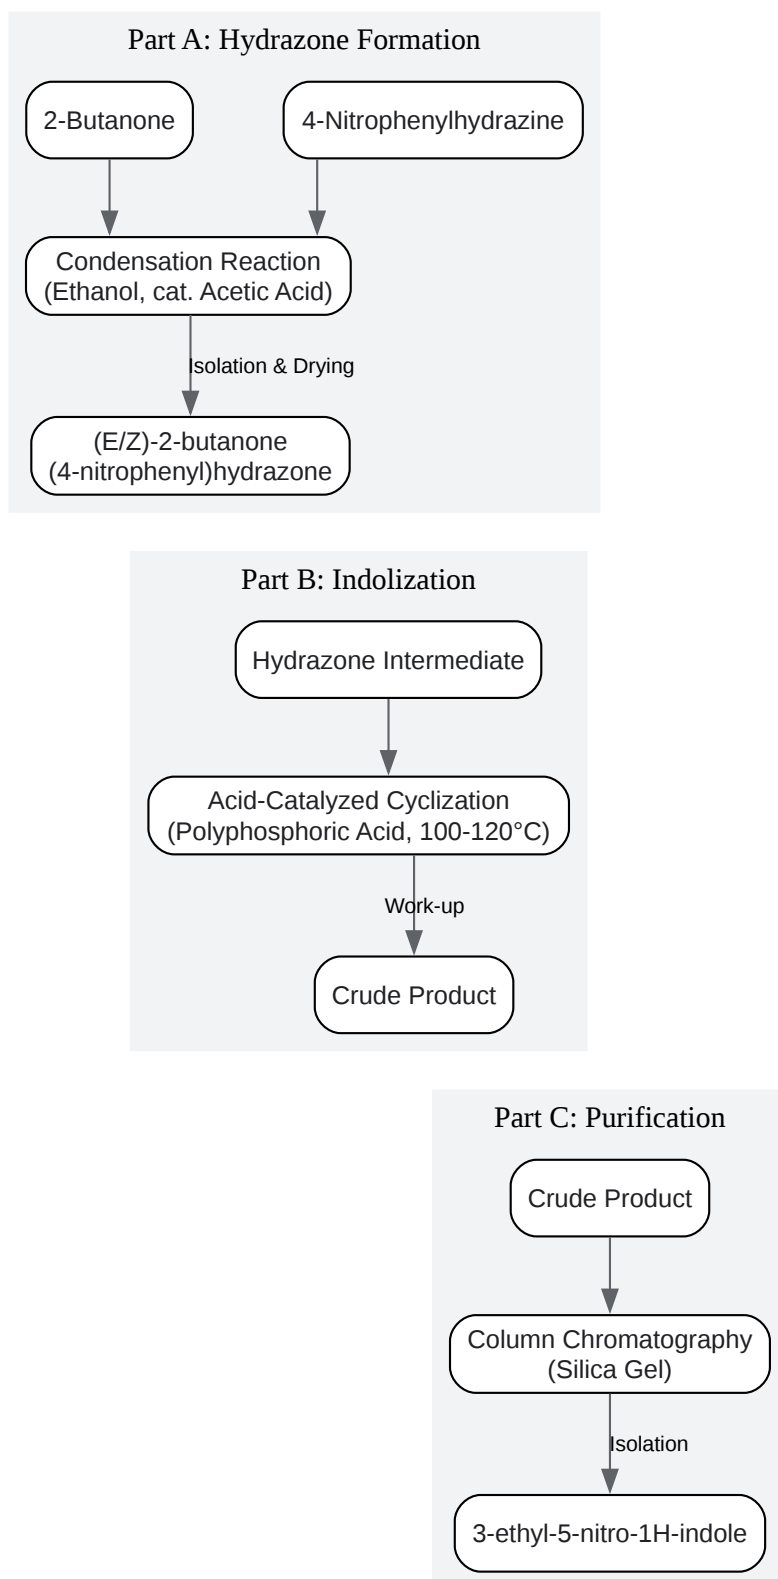 Part A: Hydrazone Formation
2-Butanone
4-Nitrophenylhydrazine
Condensation Reaction
(Ethanol, cat. Acetic Acid)
Isolation & Drying
(E/Z)-2-butanone
(4-nitrophenyl)hydrazone
Part B: Indolization
Hydrazone Intermediate
Acid-Catalyzed Cyclization
(Polyphosphoric Acid, 100-120°C)
Work-up
Crude Product
Part C: Purification
Crude Product
Column Chromatography
(Silica Gel)
Isolation
3-ethyl-5-nitro-1H-indole